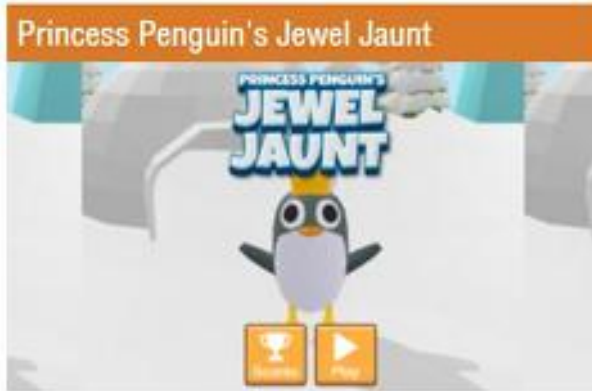 Princess Penguin's Jewel Jaunt
PRINCESS PENGUIN'S
JEWEL
JAUNT
Scores Play